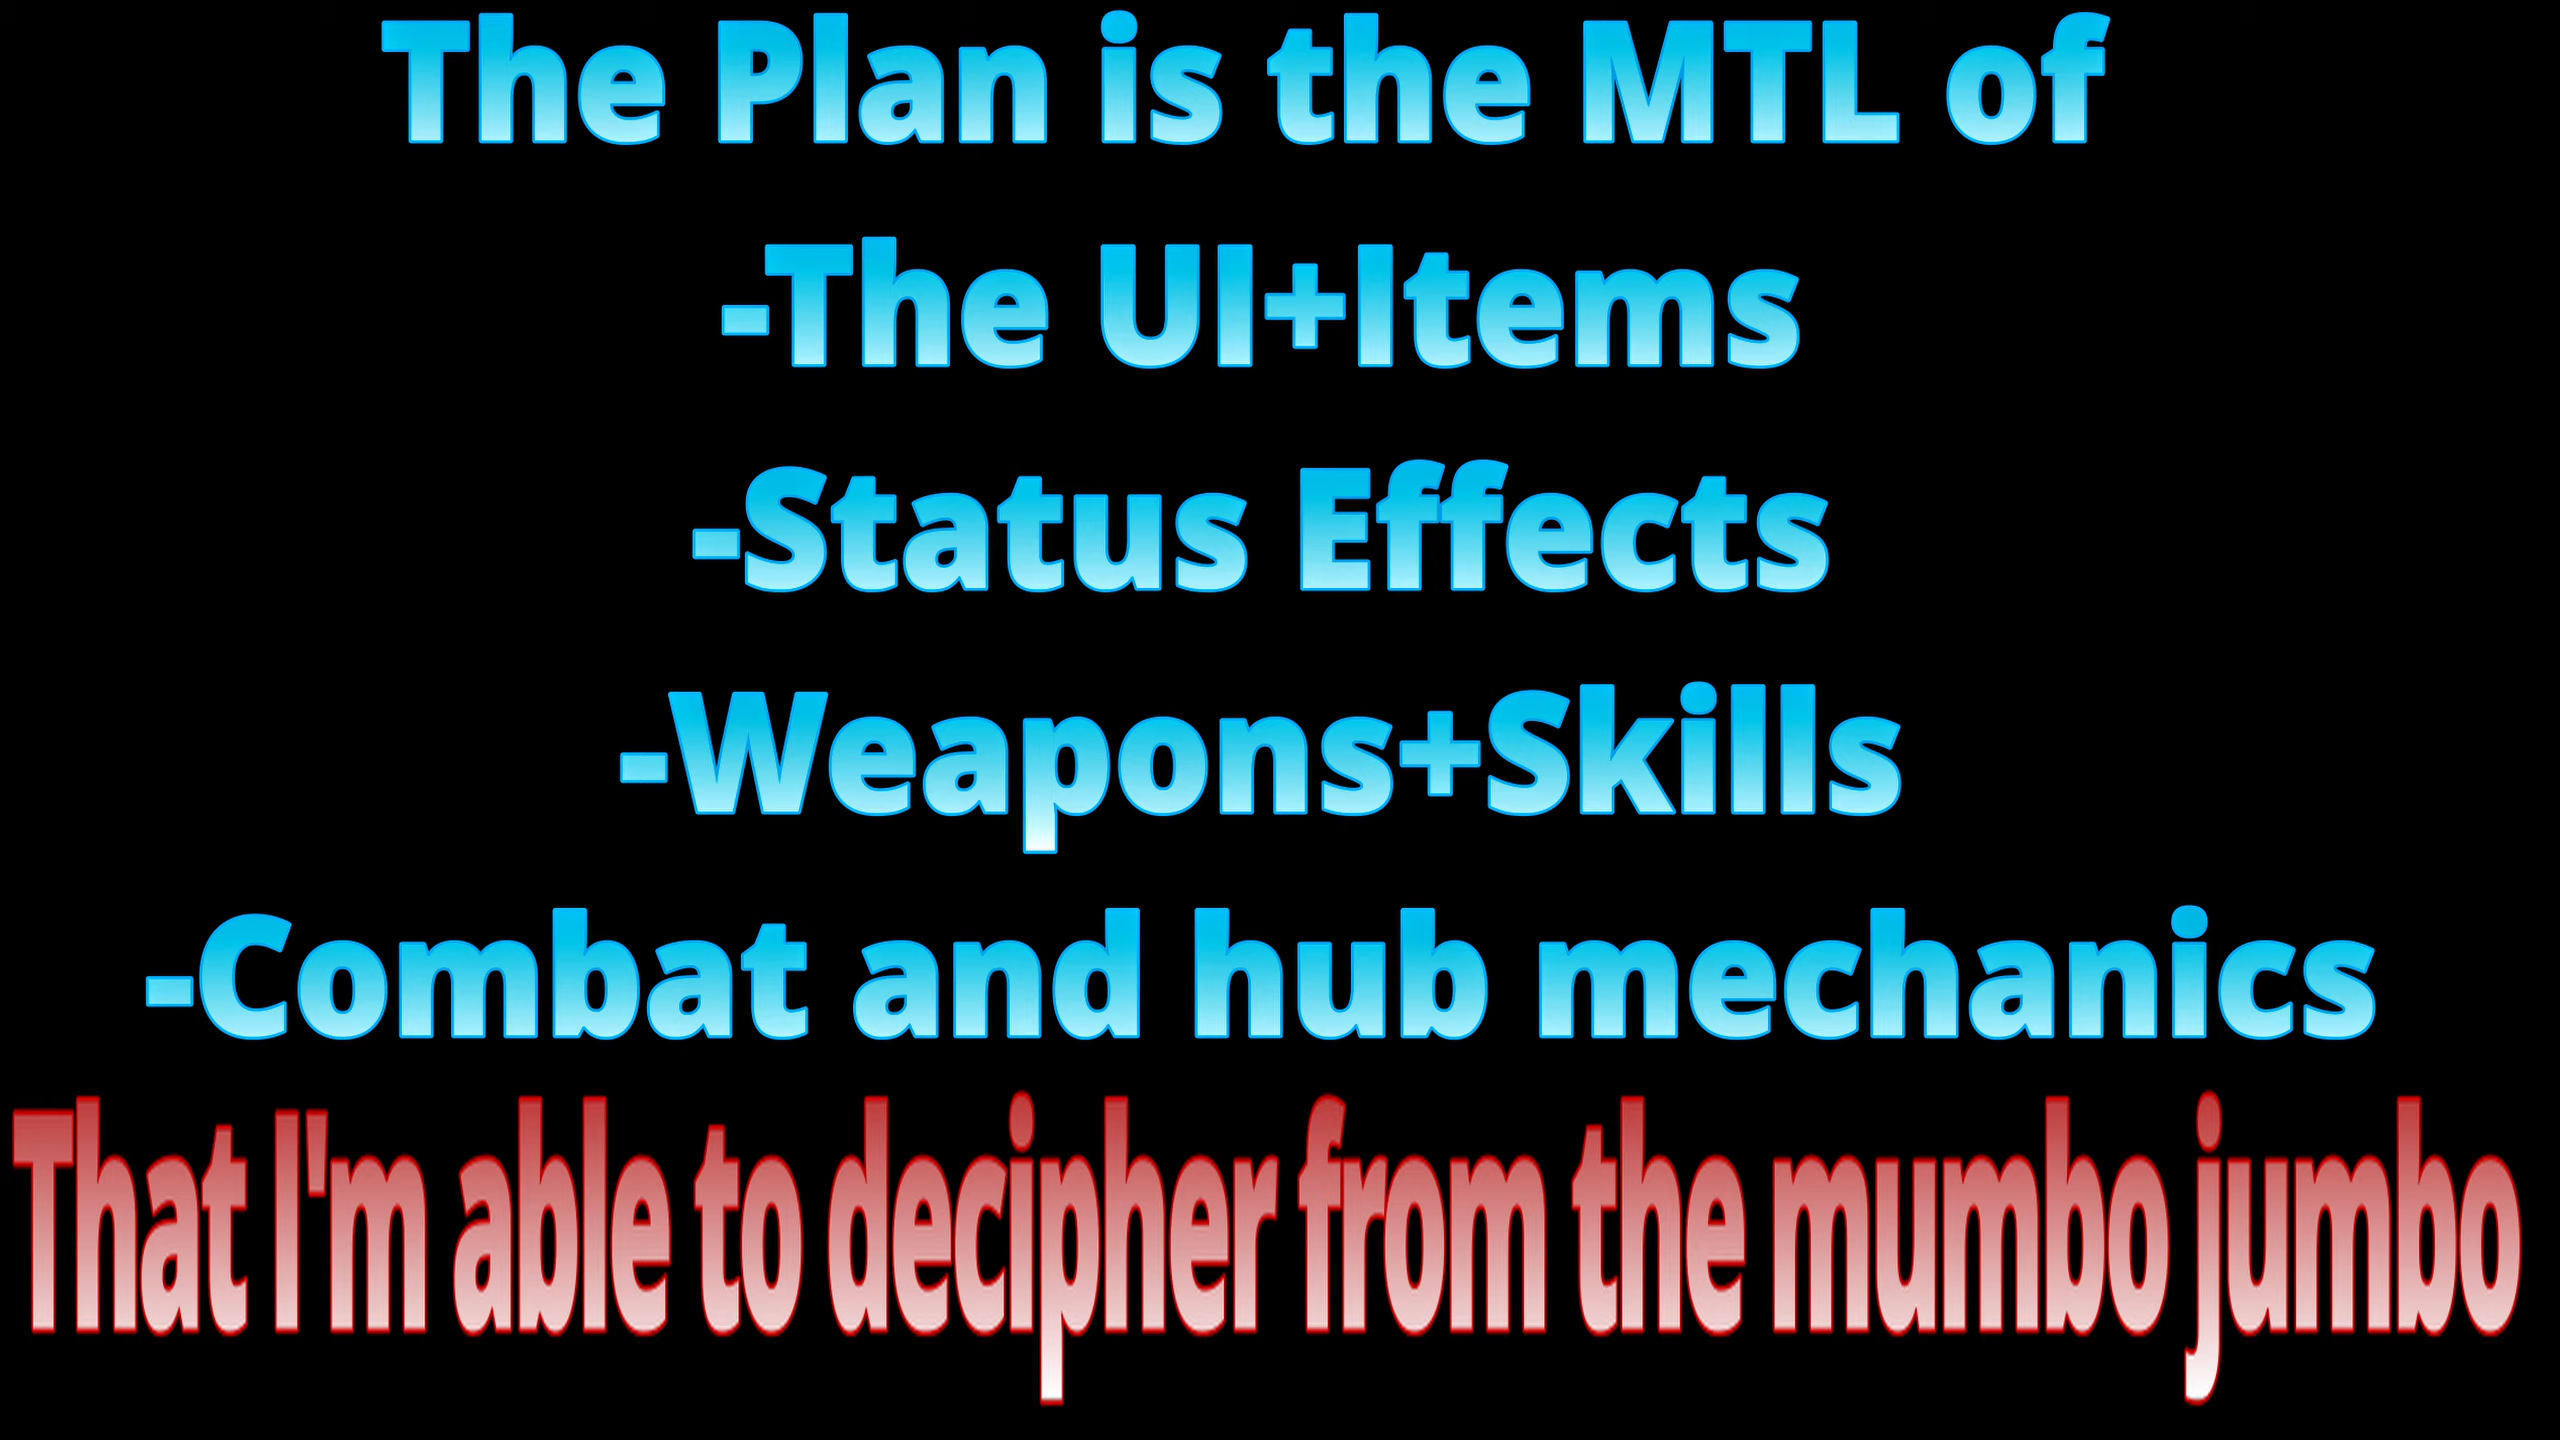 The Plan is the MTL of
-The UI+Items
-Status Effects
-Weapons+Skills
-Combat and hub mechanics
That I'm able to decipher from the mumbo jumbo